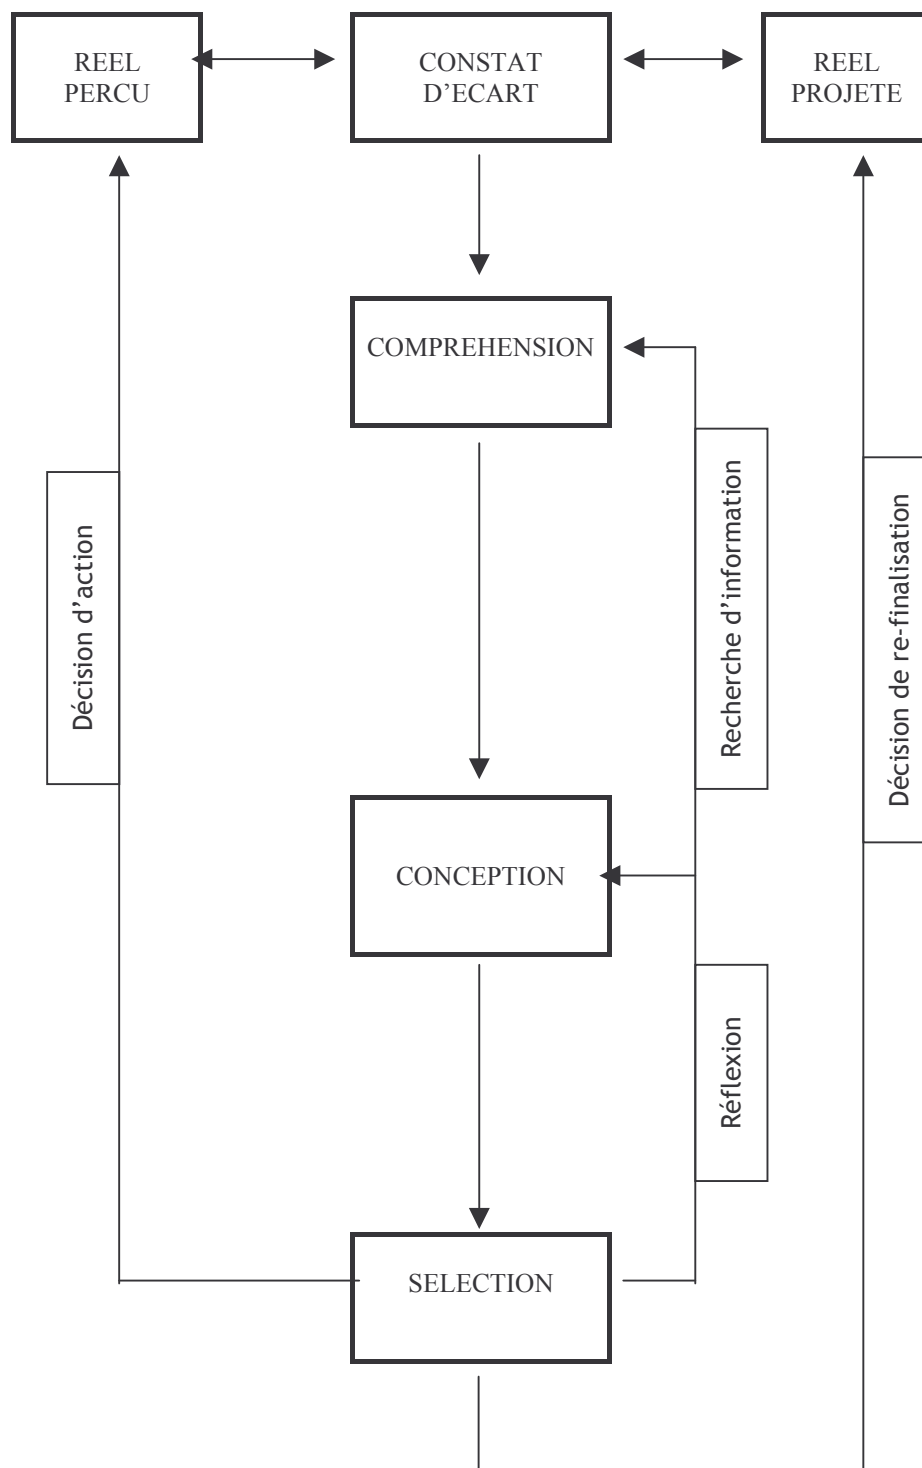 REEL
PERCU
CONSTAT
D'ECART
REEL
PROJETE
COMPREHENSION
Décision d'action
Recherche d'information
Décision de re-finalisation
CONCEPTION
Réflexion
SELECTION